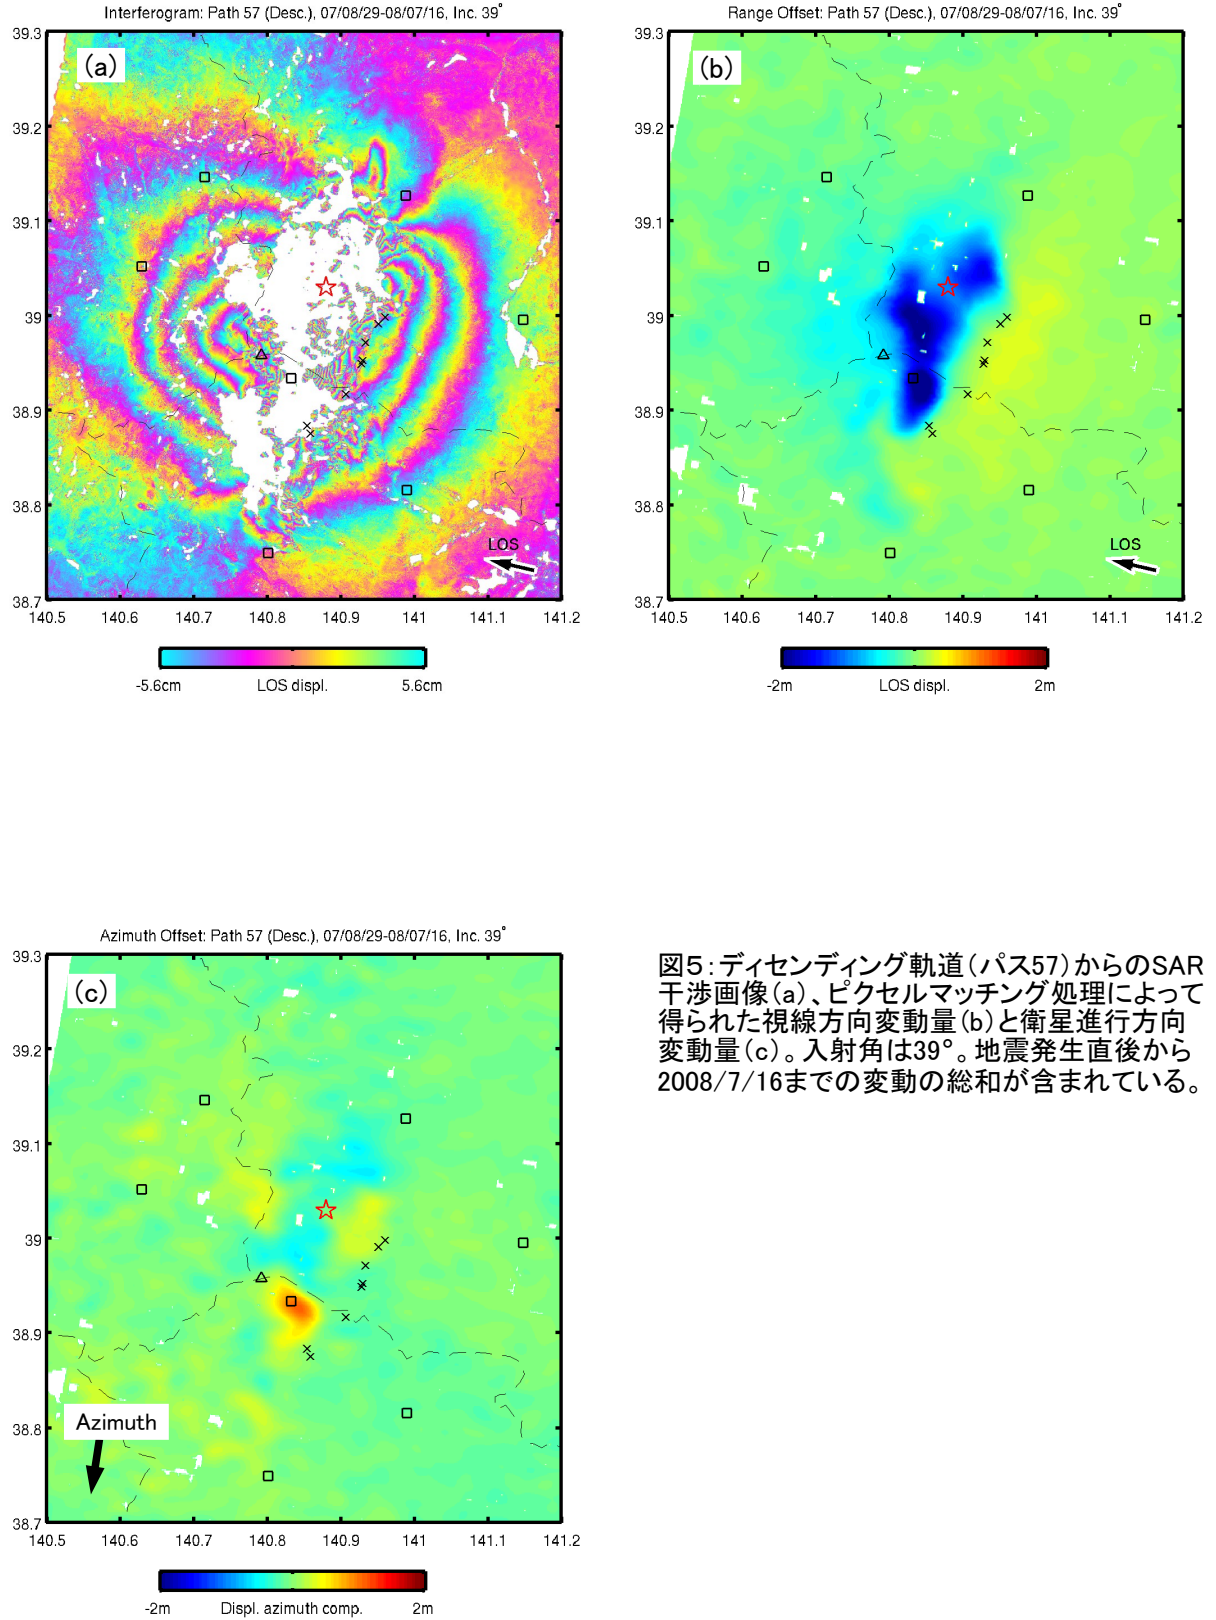 Interferogram: Path 57 (Desc.), 07/08/29-08/07/16, Inc. 39°
(a)
39.3
39.2
39.1
39
38.9
38.8
38.7
LOS
140.5 140.6 140.7 140.8 140.9 141 141.1 141.2
-5.6cm LOS displ. 5.6cm
Range Offset: Path 57 (Desc.), 07/08/29-08/07/16, Inc. 39°
(b)
39.3
39.2
39.1
39
38.9
38.8
38.7
LOS
140.5 140.6 140.7 140.8 140.9 141 141.1 141.2
-2m LOS displ. 2m
Azimuth Offset: Path 57 (Desc.), 07/08/29-08/07/16, Inc. 39°
(c)
39.3
39.2
39.1
39
38.9
38.8
38.7
Azimuth
140.5 140.6 140.7 140.8 140.9 141 141.1 141.2
-2m Displ. azimuth comp. 2m
図5：ディセンディング軌道（パス57）からのSAR
干渉画像（a）、ピクセルマッチング処理によって
得られた視線方向変動量（b）と衛星進行方向
変動量（c）。入射角は39°。地震発生直後から
2008/7/16までの変動の総和が含まれている。